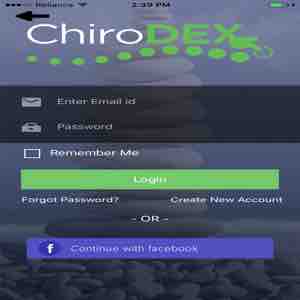 Reliance 2:39 PM
ChiroDEX
Enter Email id
Password
Remember Me
Login
Forgot Password? Create New Account
- OR -
f Continue with facebook